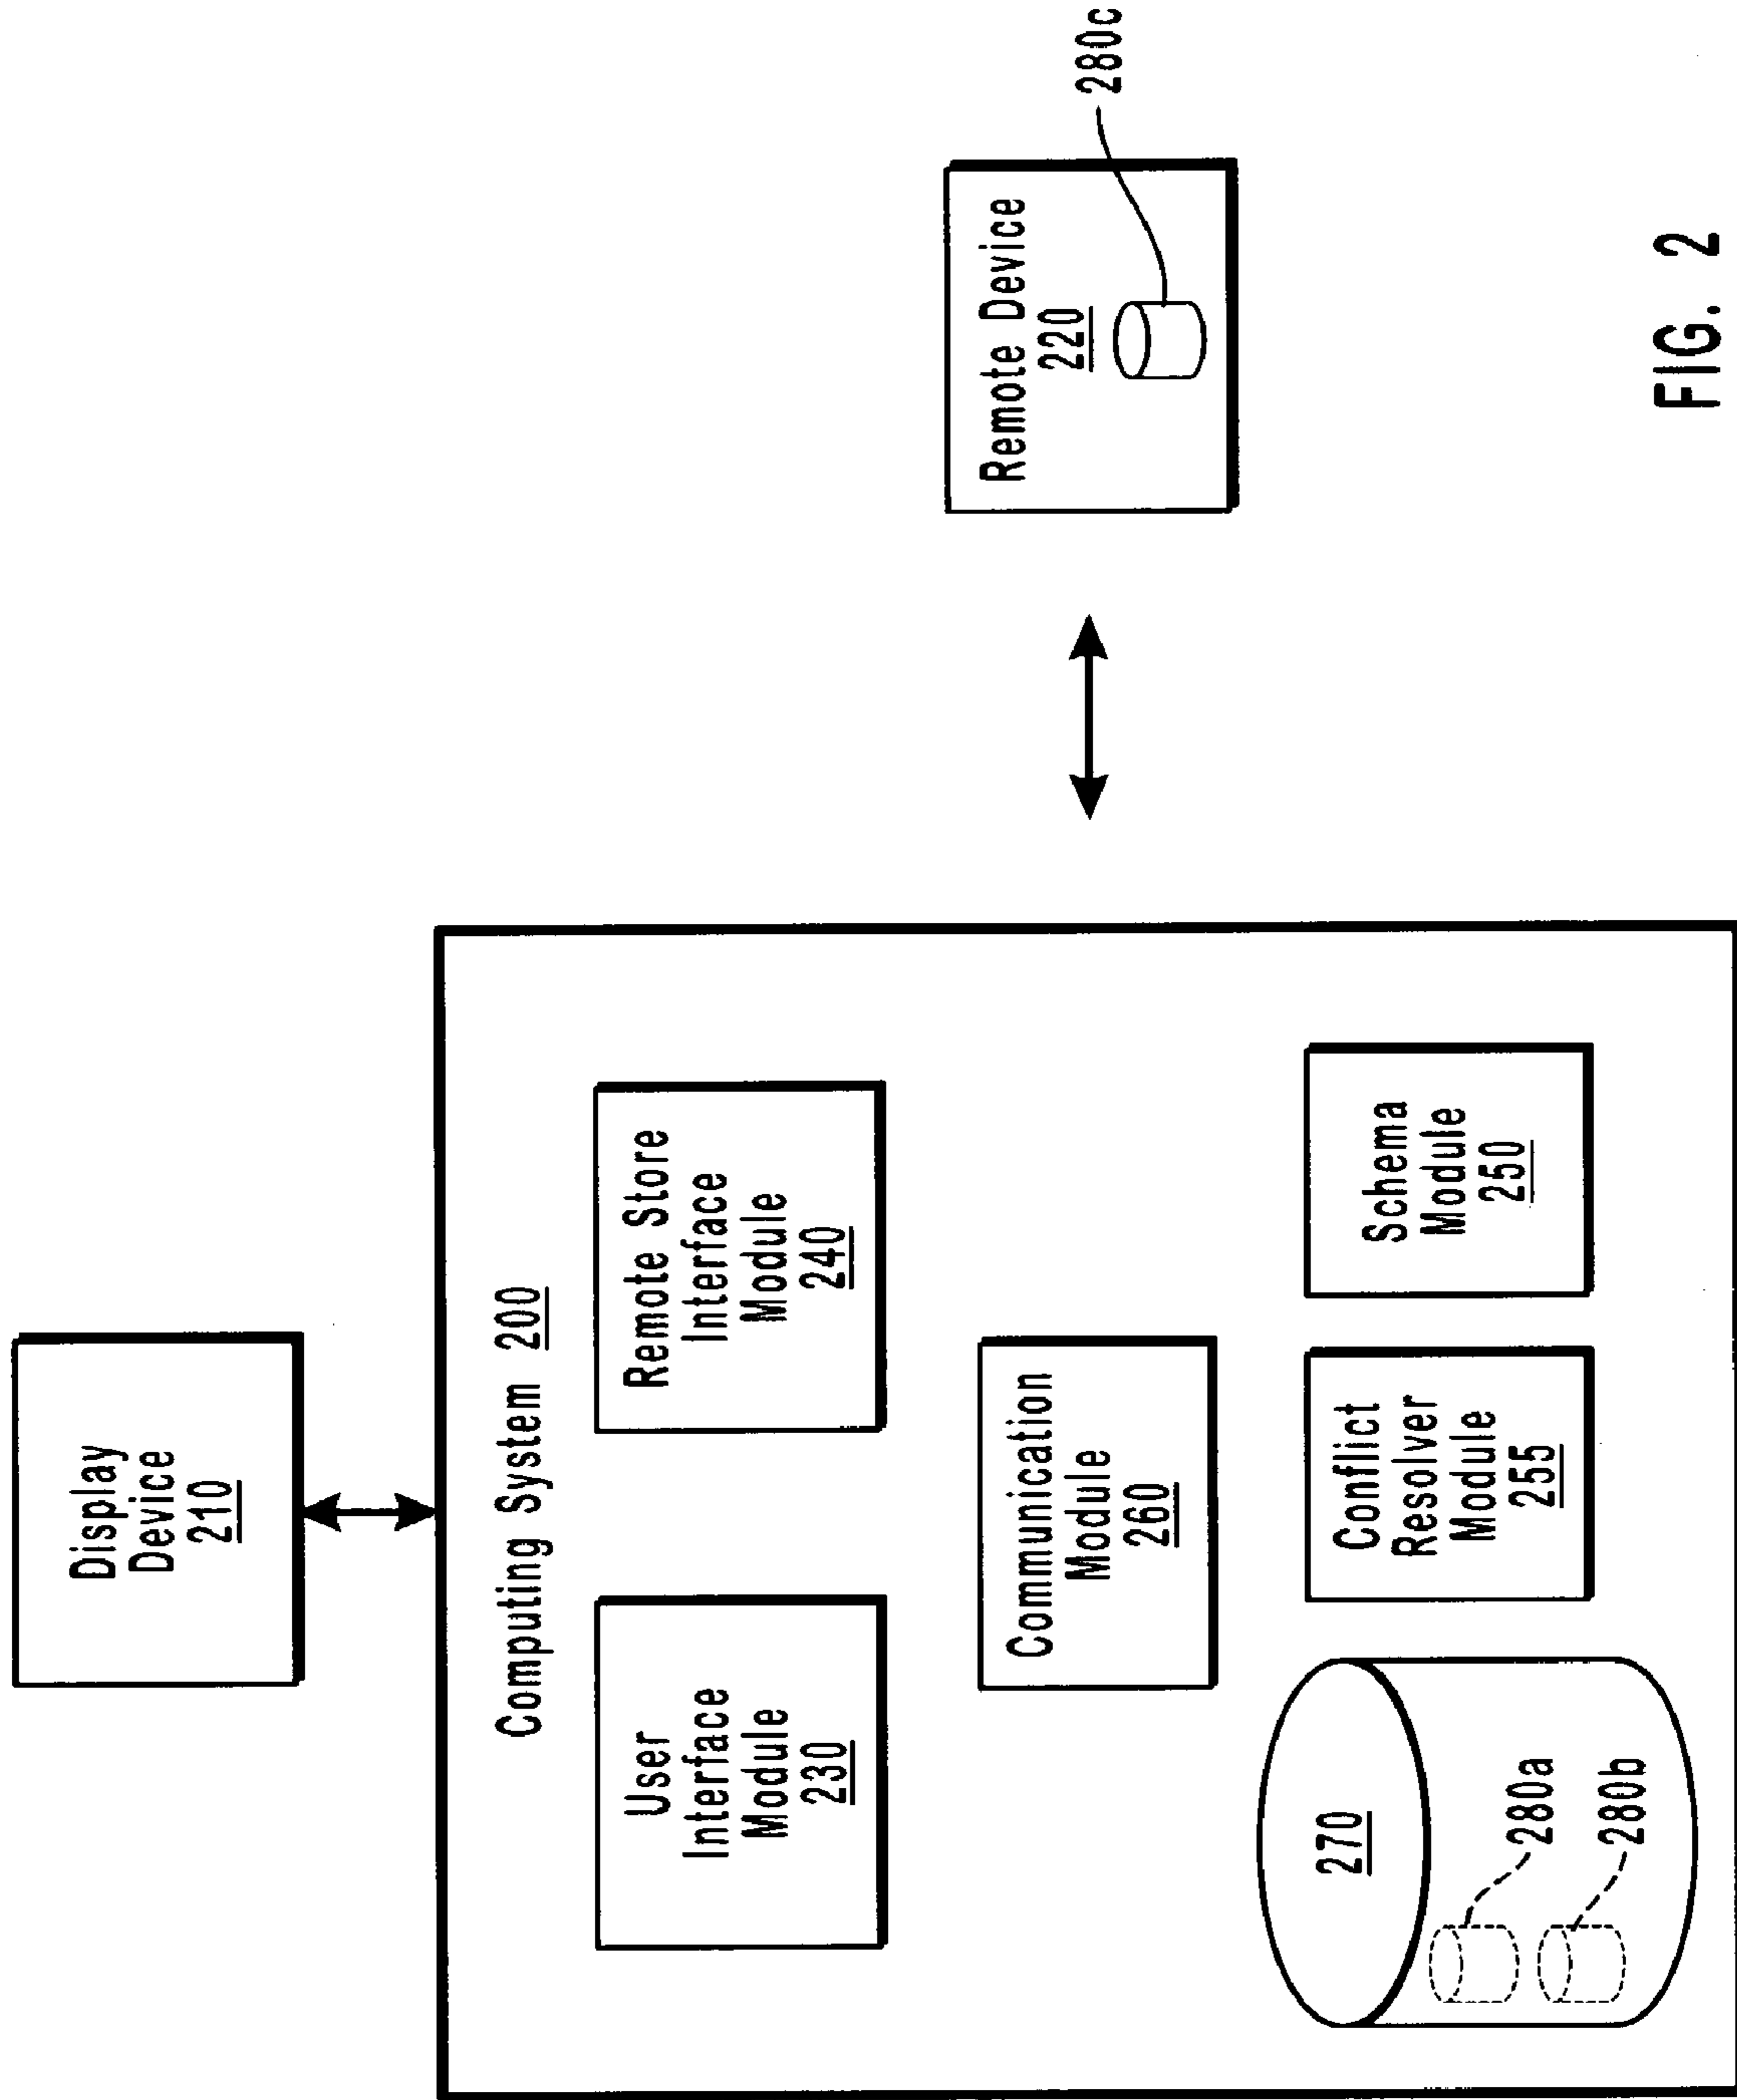 Display
Device
210
Computing System 200
User
Interface
Module
230
Remote Store
Interface
Module
240
Communication
Module
260
270
280a
280b
Conflict
Resolver
Module
255
Schema
Module
250
Remote Device
220
280c
FIG. 2